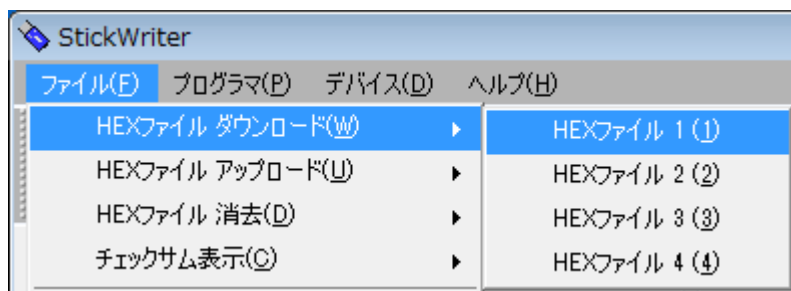 StickWriter
ファイル(F) プログラマ(P) デバイス(D) ヘルプ(H)
HEXファイル ダウンロード(W)
HEXファイル アップロード(U)
HEXファイル 消去(D)
チェックサム表示(C)
HEXファイル 1 (1)
HEXファイル 2 (2)
HEXファイル 3 (3)
HEXファイル 4 (4)